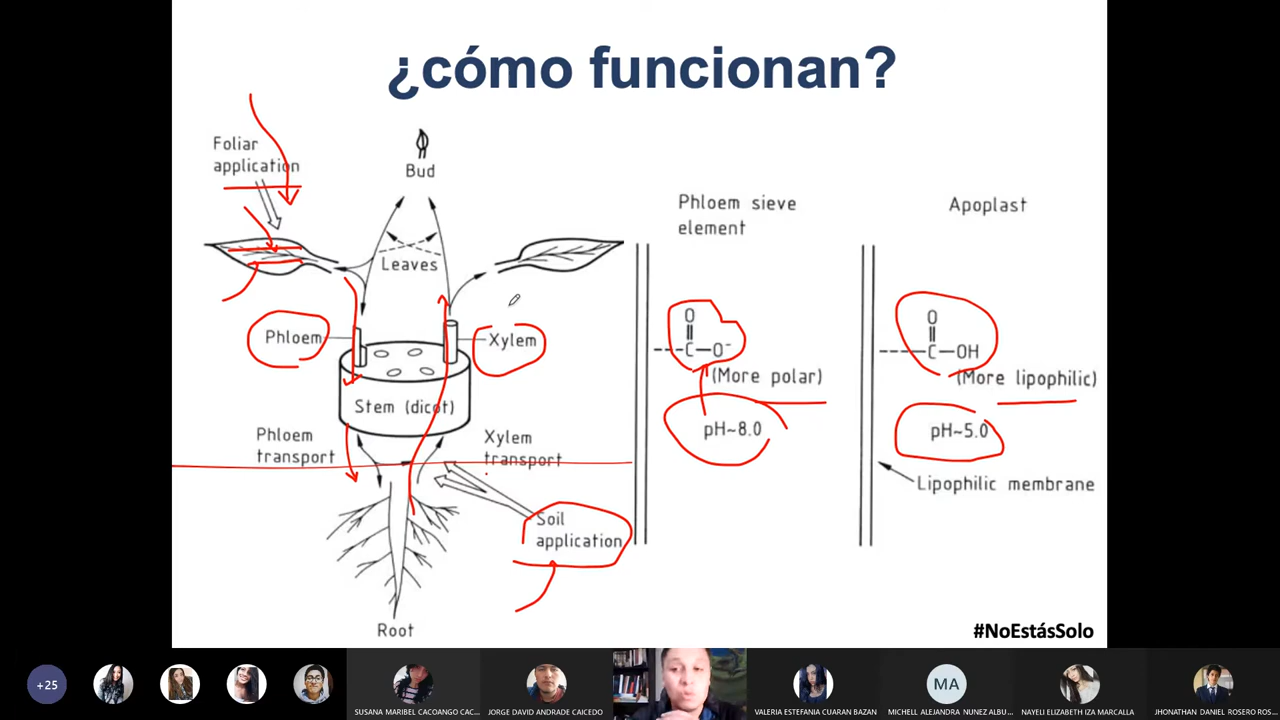 ¿cómo funcionan?
Foliar
application
Bud
Leaves
Phloem
Xylem
Stem (dicot)
Phloem
transport
Xylem
transport
Soil
application
Root
Phloem sieve
element
O
C—O⁻
(More polar)
pH~8.0
Apoplast
O
C—OH
(More lipophilic)
pH~5.0
Lipophilic membrane
#NoEstásSolo
+25
SUSANA MARIBEL CACOANGO CAC...
JORGE DAVID ANDRADE CAICEDO
VALERIA ESTEFANIA CUARAN BAZAN
MA
MICHELL ALEJANDRA NUNEZ ALBU...
NAYELI ELIZABETH IZA MARCALLA
JHONATHAN DANIEL ROSERO ROS...